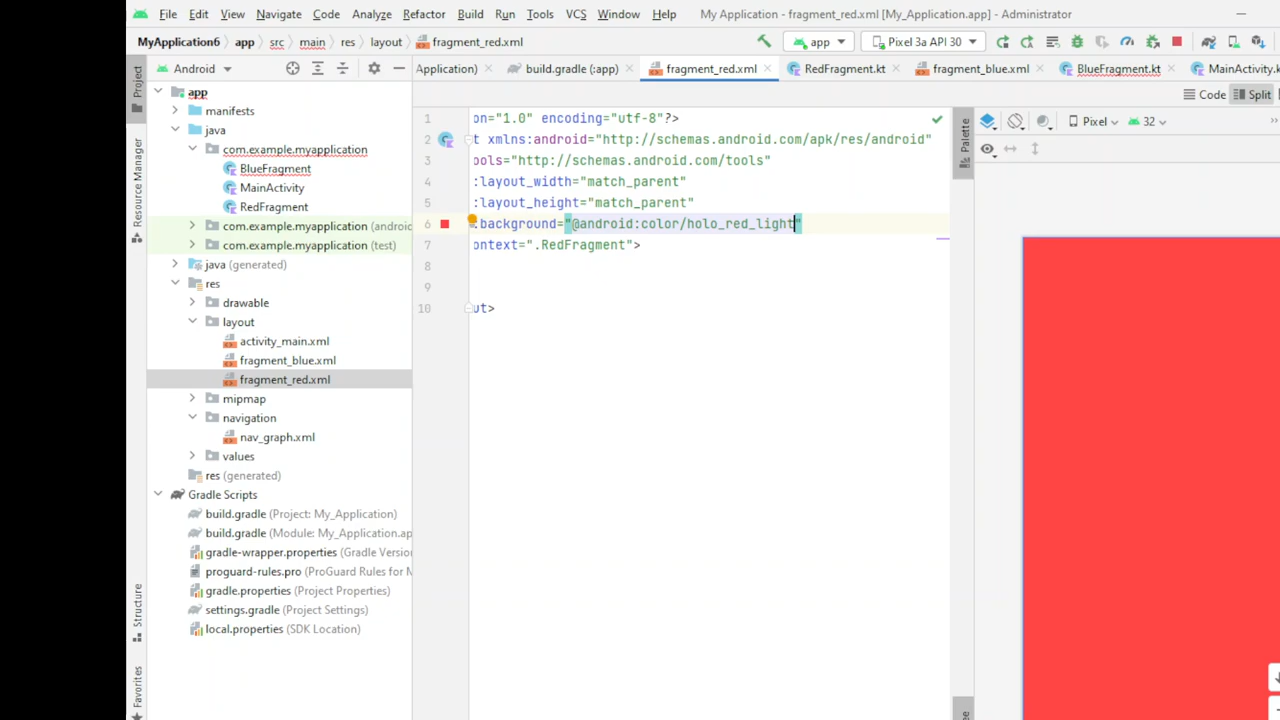 File Edit View Navigate Code Analyze Refactor Build Run Tools VCS Window Help My Application - fragment_red.xml [My_Application.app] - Administrator
MyApplication6 app src main res layout fragment_red.xml app Pixel 3a API 30
Android Application) build.gradle (:app) fragment_red.xml RedFragment.kt fragment_blue.xml BlueFragment.kt MainActivity.k
Code Split
Project
Resource Manager
Structure
Favorites
app
manifests
java
com.example.myapplication
BlueFragment
MainActivity
RedFragment
com.example.myapplication (androi
com.example.myapplication (test)
java (generated)
res
drawable
layout
activity_main.xml
fragment_blue.xml
fragment_red.xml
mipmap
navigation
nav_graph.xml
values
res (generated)
Gradle Scripts
build.gradle (Project: My_Application)
build.gradle (Module: My_Application.ap
gradle-wrapper.properties (Gradle Version
proguard-rules.pro (ProGuard Rules for M
gradle.properties (Project Properties)
settings.gradle (Project Settings)
local.properties (SDK Location)
1 on="1.0" encoding="utf-8"?>
2 t xmlns:android="http://schemas.android.com/apk/res/android"
3 ools="http://schemas.android.com/tools"
4 :layout_width="match_parent"
5 :layout_height="match_parent"
6 :background="@android:color/holo_red_light"
7 ontext=".RedFragment">
8
9
10 ut>
Palette
Pixel 32